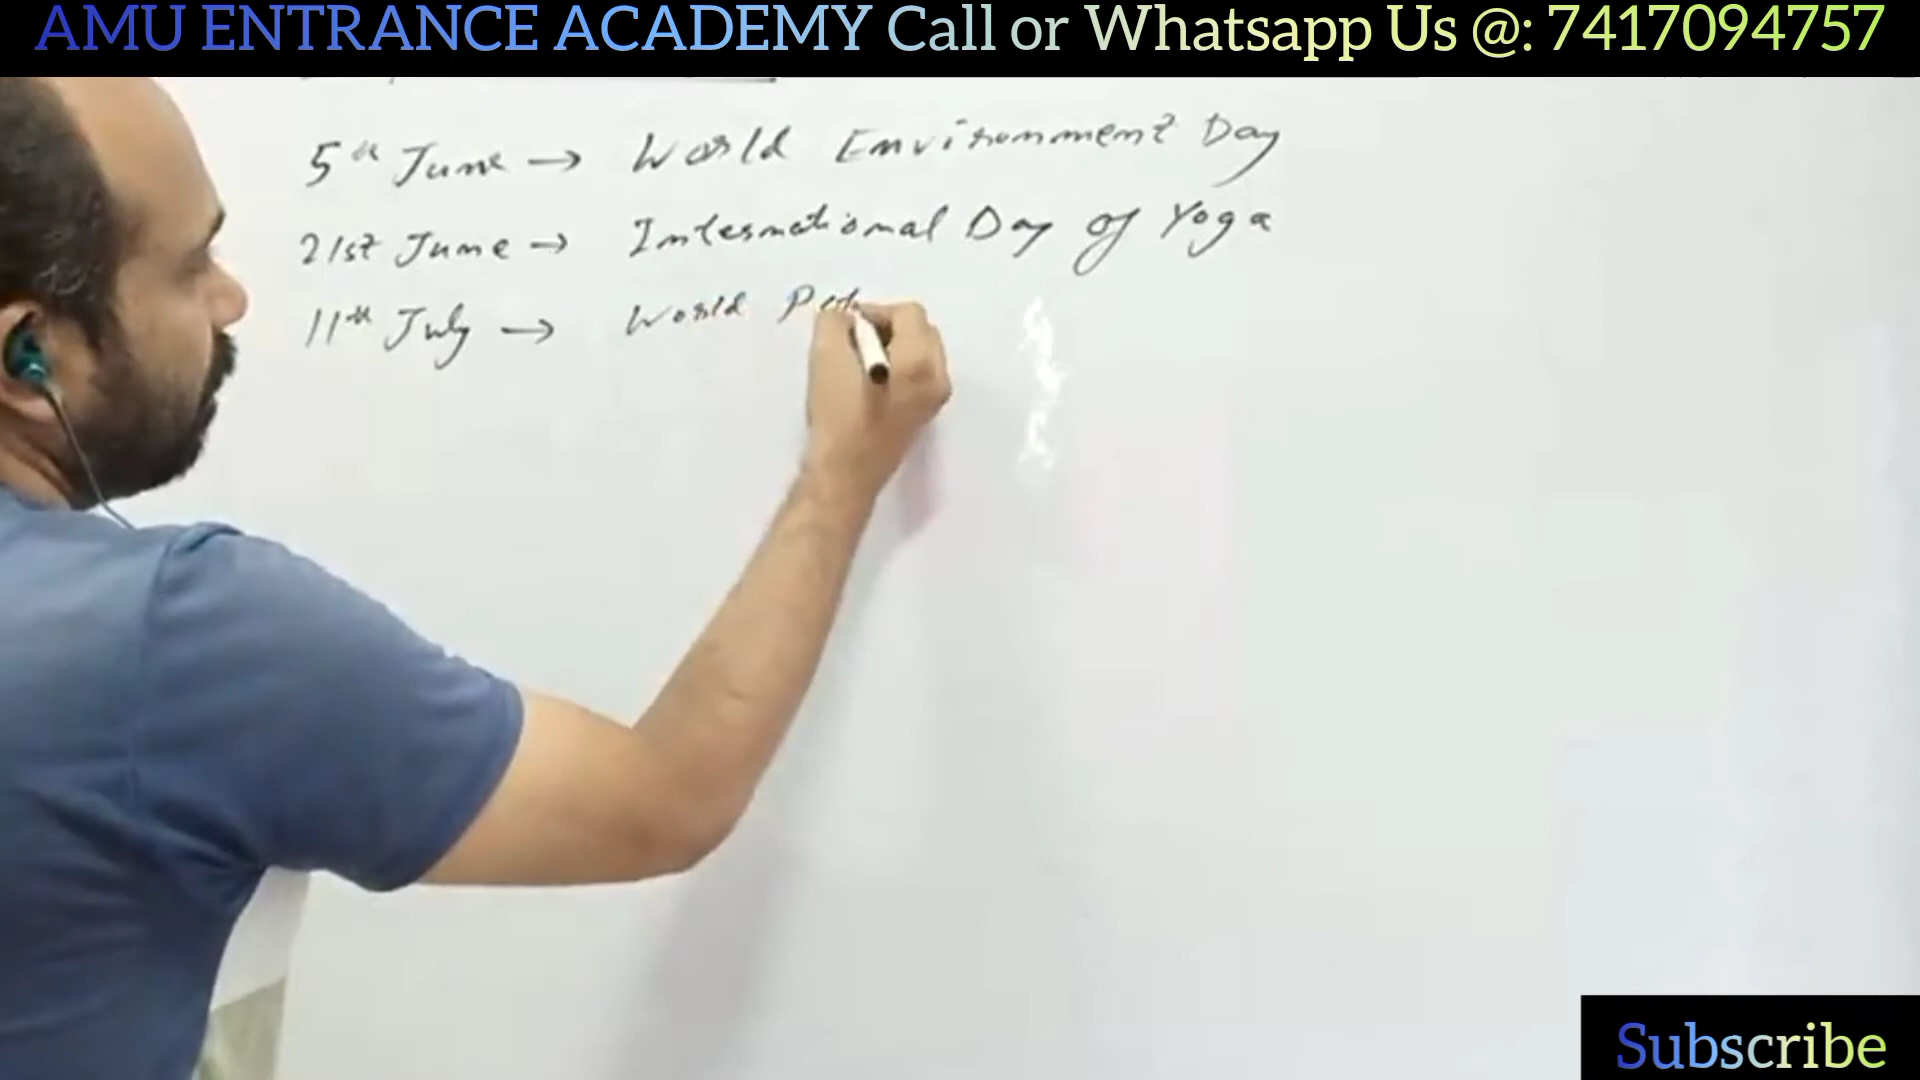 AMU ENTRANCE ACADEMY Call or Whatsapp Us @: 7417094757
5th June → World Environment Day
21st June → International Day of Yoga
11th July → World
Subscribe